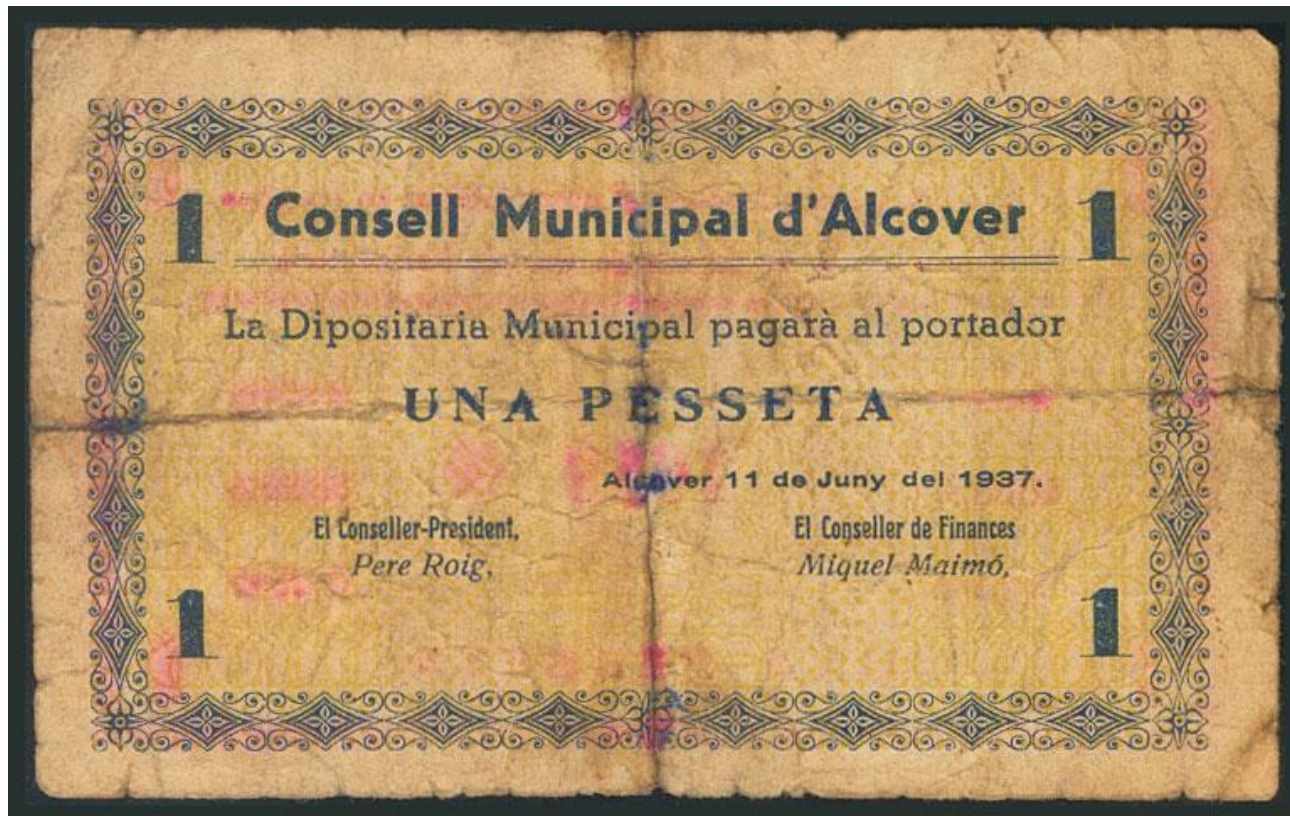 1 Consell Municipal d'Alcover 1
La Dipositaria Municipal pagarà al portador
UNA PESSETA
Alcover 11 de Juny del 1937.
El Conseller-President, El Conseller de Finances
Pere Roig, Miquel Maimó,
1 1